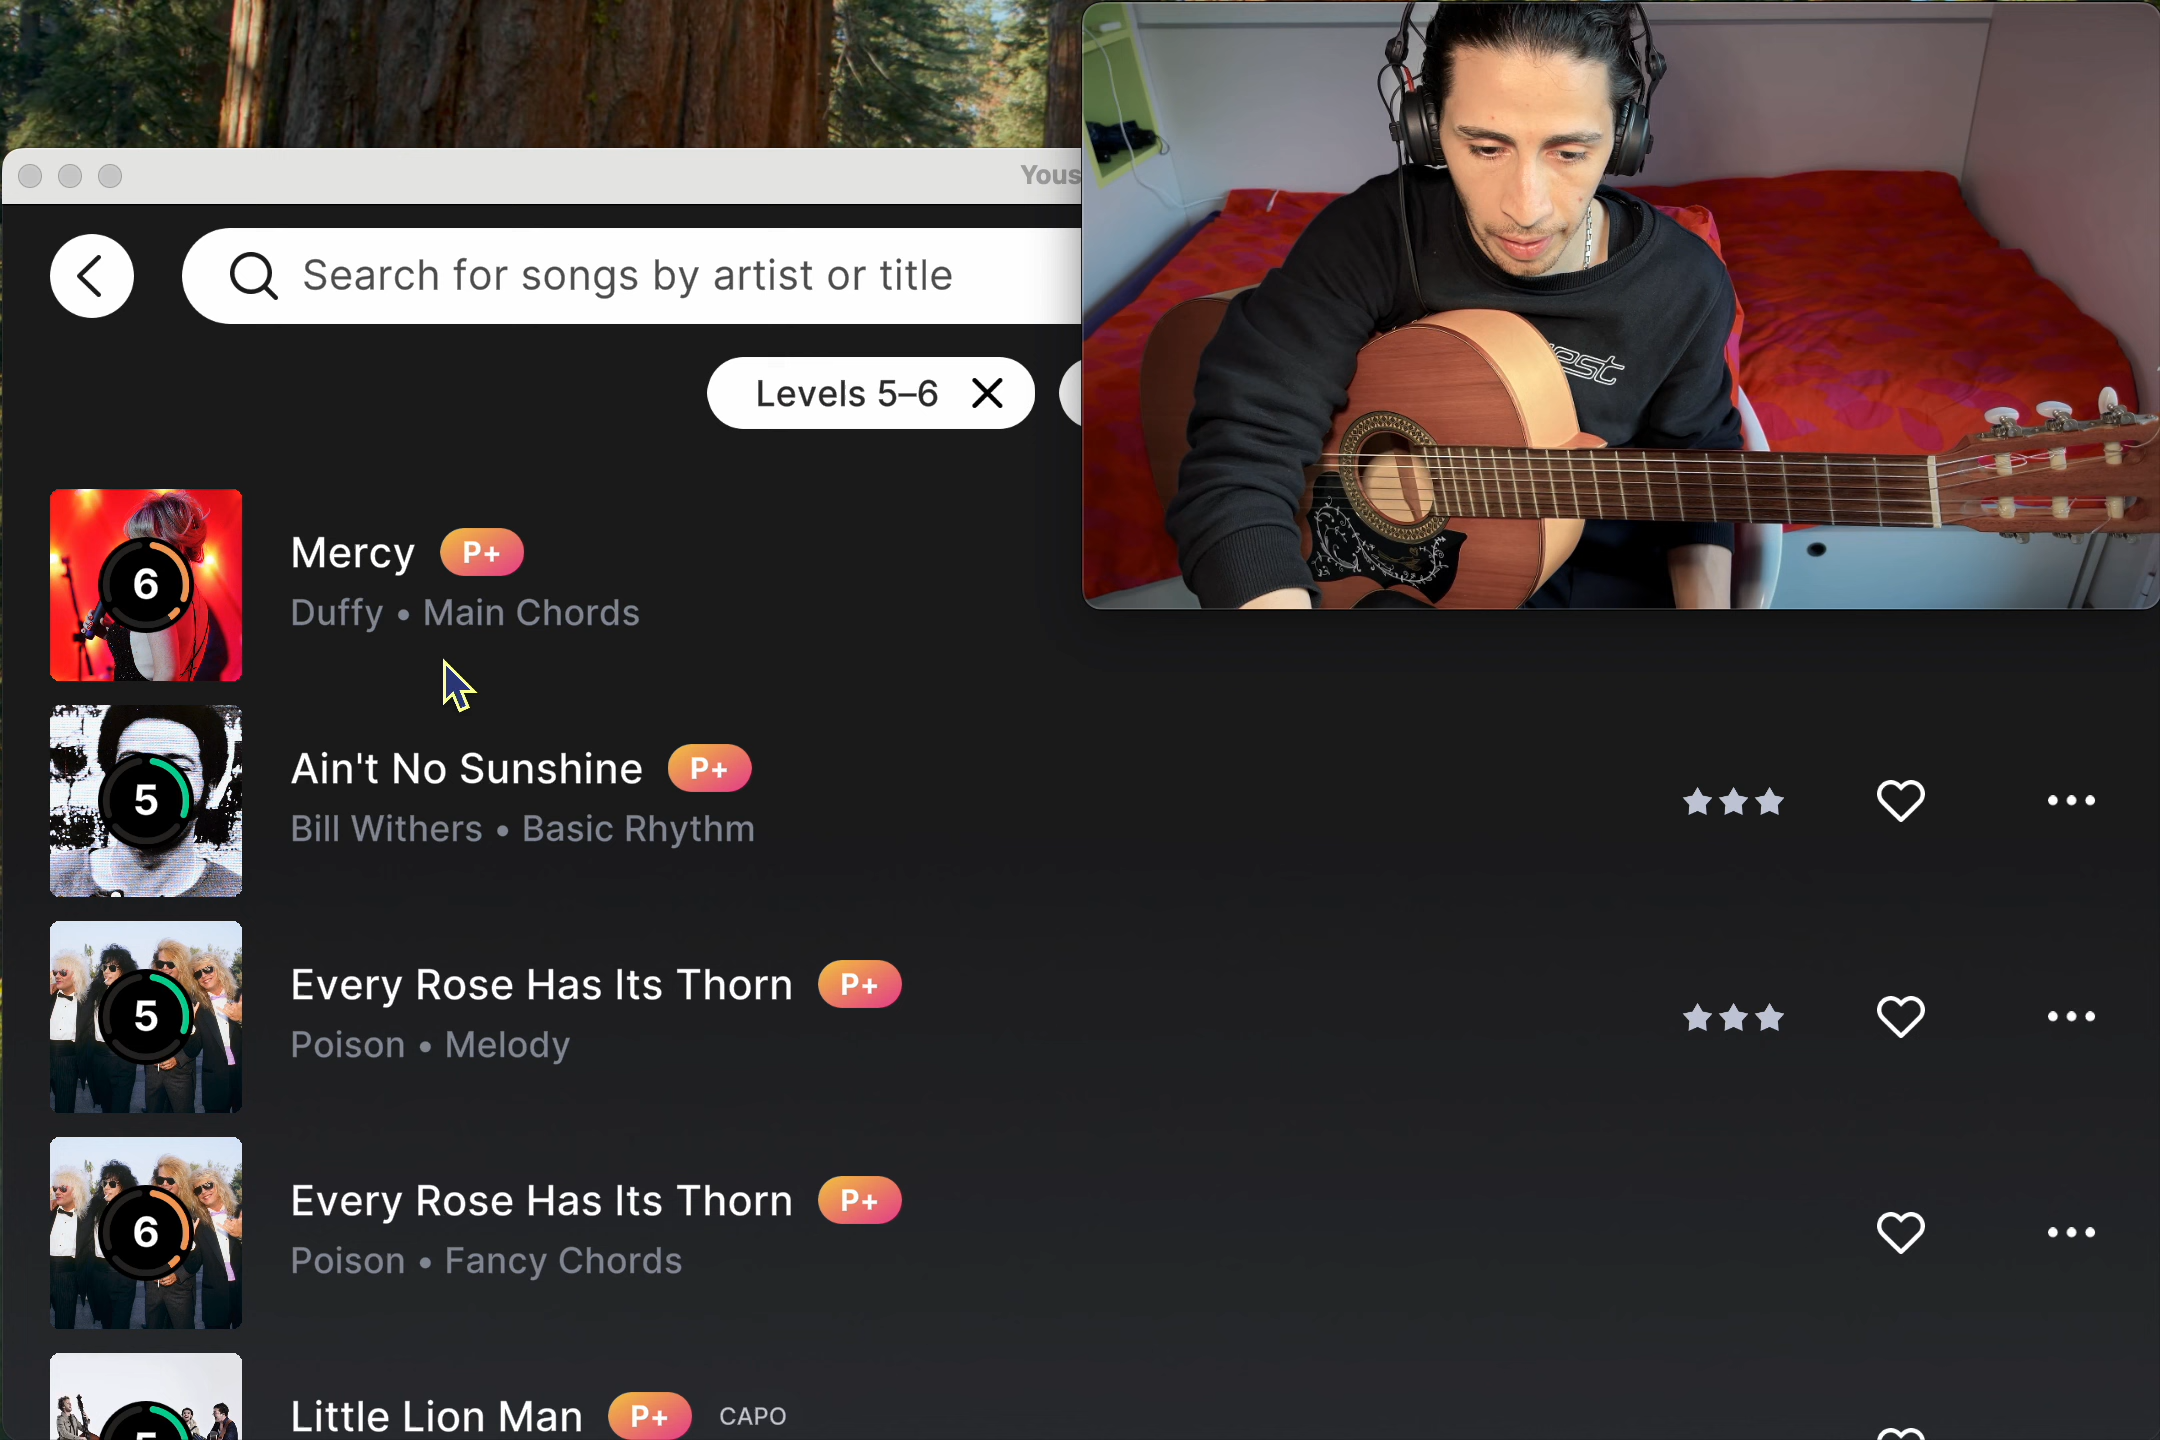 Yous
Search for songs by artist or title
Levels 5–6
est
6
Mercy P+
Duffy • Main Chords
5
Ain't No Sunshine P+
Bill Withers • Basic Rhythm
5
Every Rose Has Its Thorn P+
Poison • Melody
6
Every Rose Has Its Thorn P+
Poison • Fancy Chords
5
Little Lion Man P+ CAPO